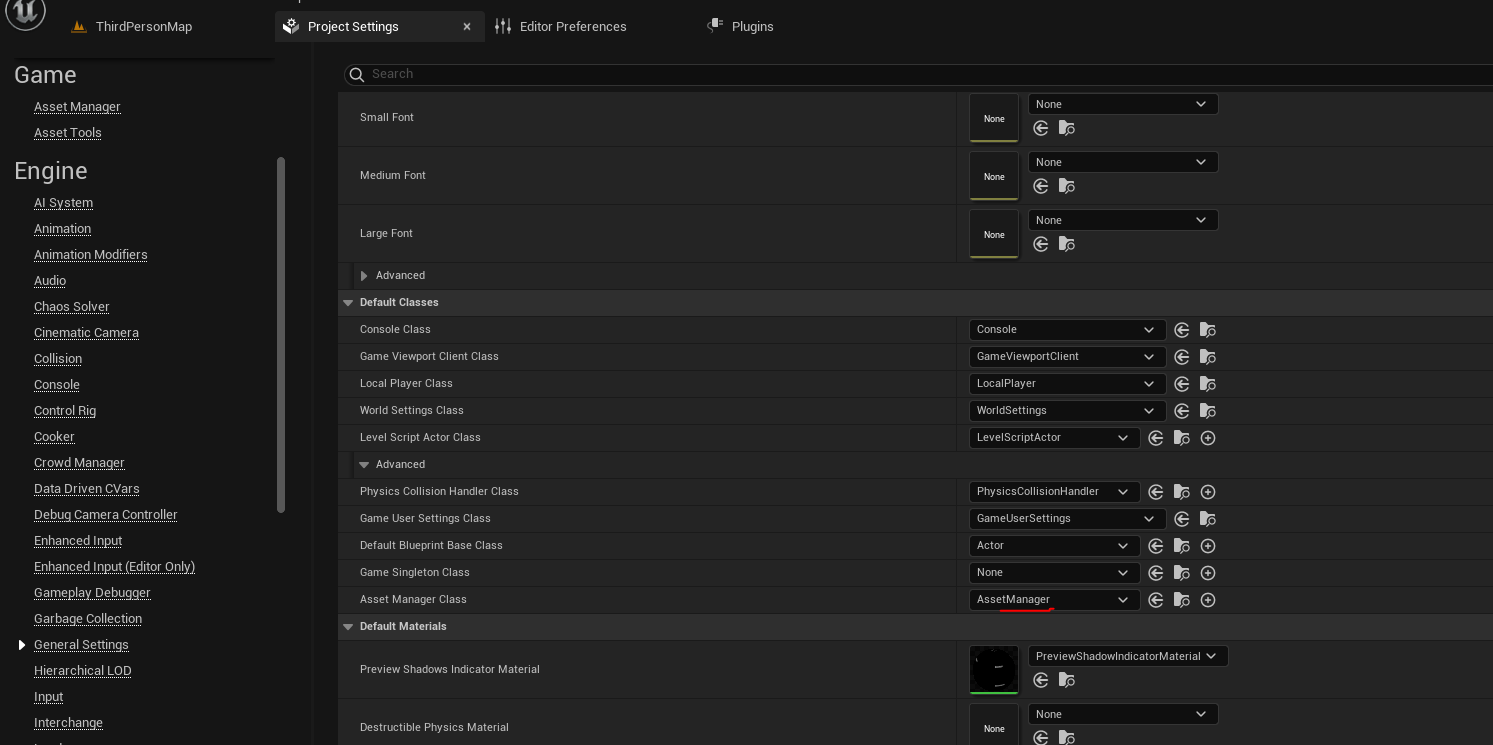 ThirdPersonMap
Project Settings
Editor Preferences
Plugins
Game
Asset Manager
Asset Tools
Engine
AI System
Animation
Animation Modifiers
Audio
Chaos Solver
Cinematic Camera
Collision
Console
Control Rig
Cooker
Crowd Manager
Data Driven CVars
Debug Camera Controller
Enhanced Input
Enhanced Input (Editor Only)
Gameplay Debugger
Garbage Collection
General Settings
Hierarchical LOD
Input
Interchange
Search
Small Font
None
None
Medium Font
None
None
Large Font
None
None
Advanced
Default Classes
Console Class
Console
Game Viewport Client Class
GameViewportClient
Local Player Class
LocalPlayer
World Settings Class
WorldSettings
Level Script Actor Class
LevelScriptActor
Advanced
Physics Collision Handler Class
PhysicsCollisionHandler
Game User Settings Class
GameUserSettings
Default Blueprint Base Class
Actor
Game Singleton Class
None
Asset Manager Class
AssetManager
Default Materials
Preview Shadows Indicator Material
PreviewShadowIndicatorMaterial
Destructible Physics Material
None
None